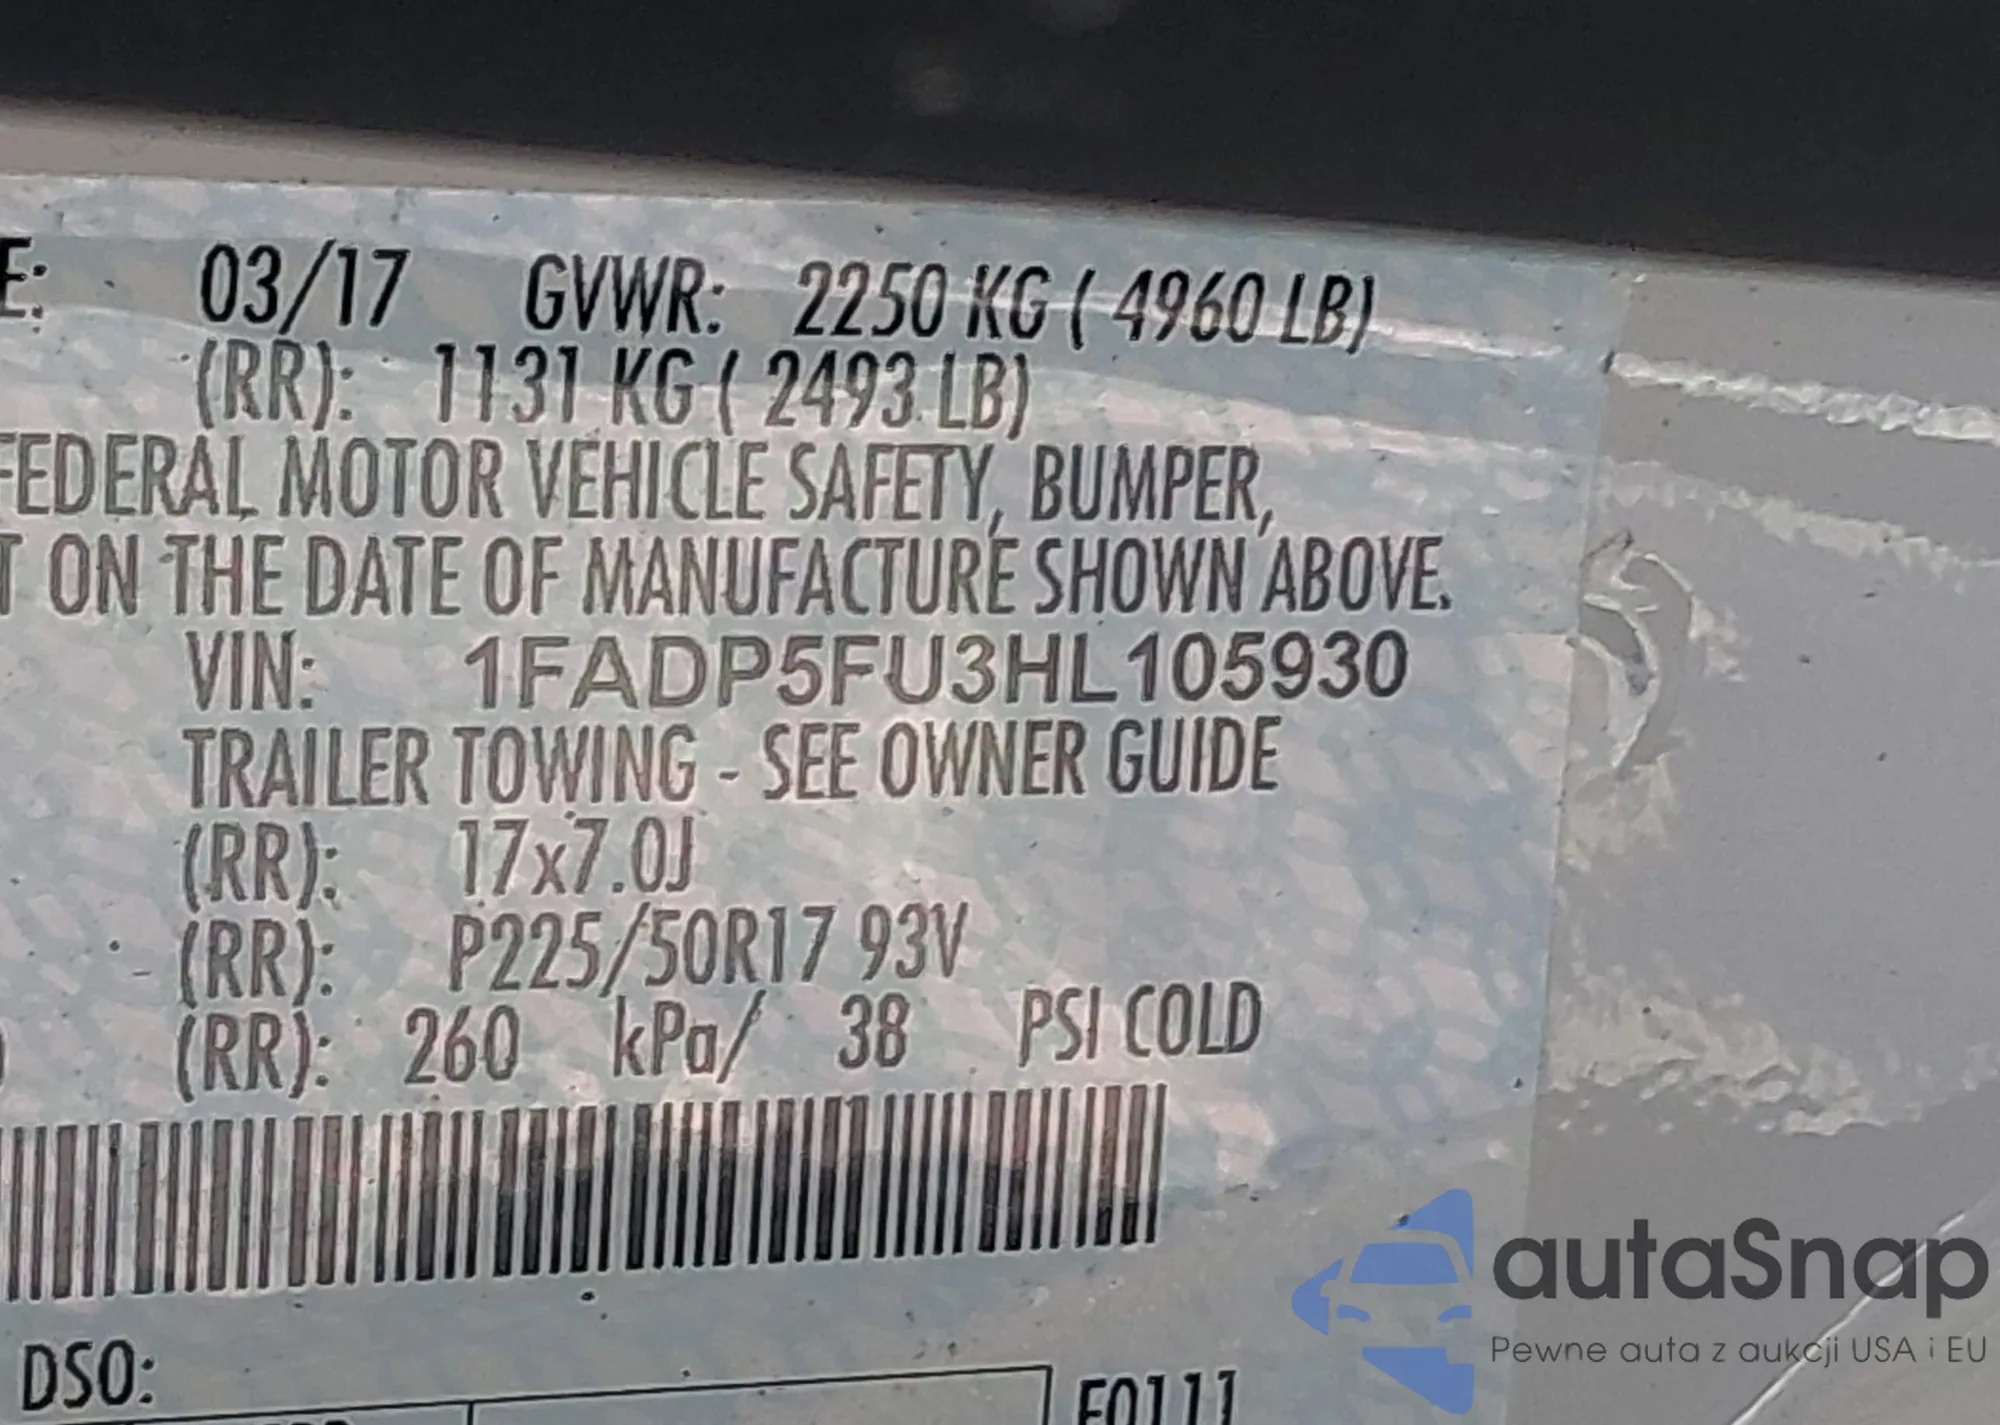 E: 03/17 GVWR: 2250 KG ( 4960 LB)
(RR): 1131 KG ( 2493 LB)
FEDERAL MOTOR VEHICLE SAFETY, BUMPER,
T ON THE DATE OF MANUFACTURE SHOWN ABOVE.
VIN: 1FADP5FU3HL105930
TRAILER TOWING - SEE OWNER GUIDE
(RR): 17x7.0J
(RR): P225/50R17 93V
) (RR): 260 kPa/ 38 PSI COLD
DSO:
F0111
autaSnap
Pewne auta z aukcji USA i EU